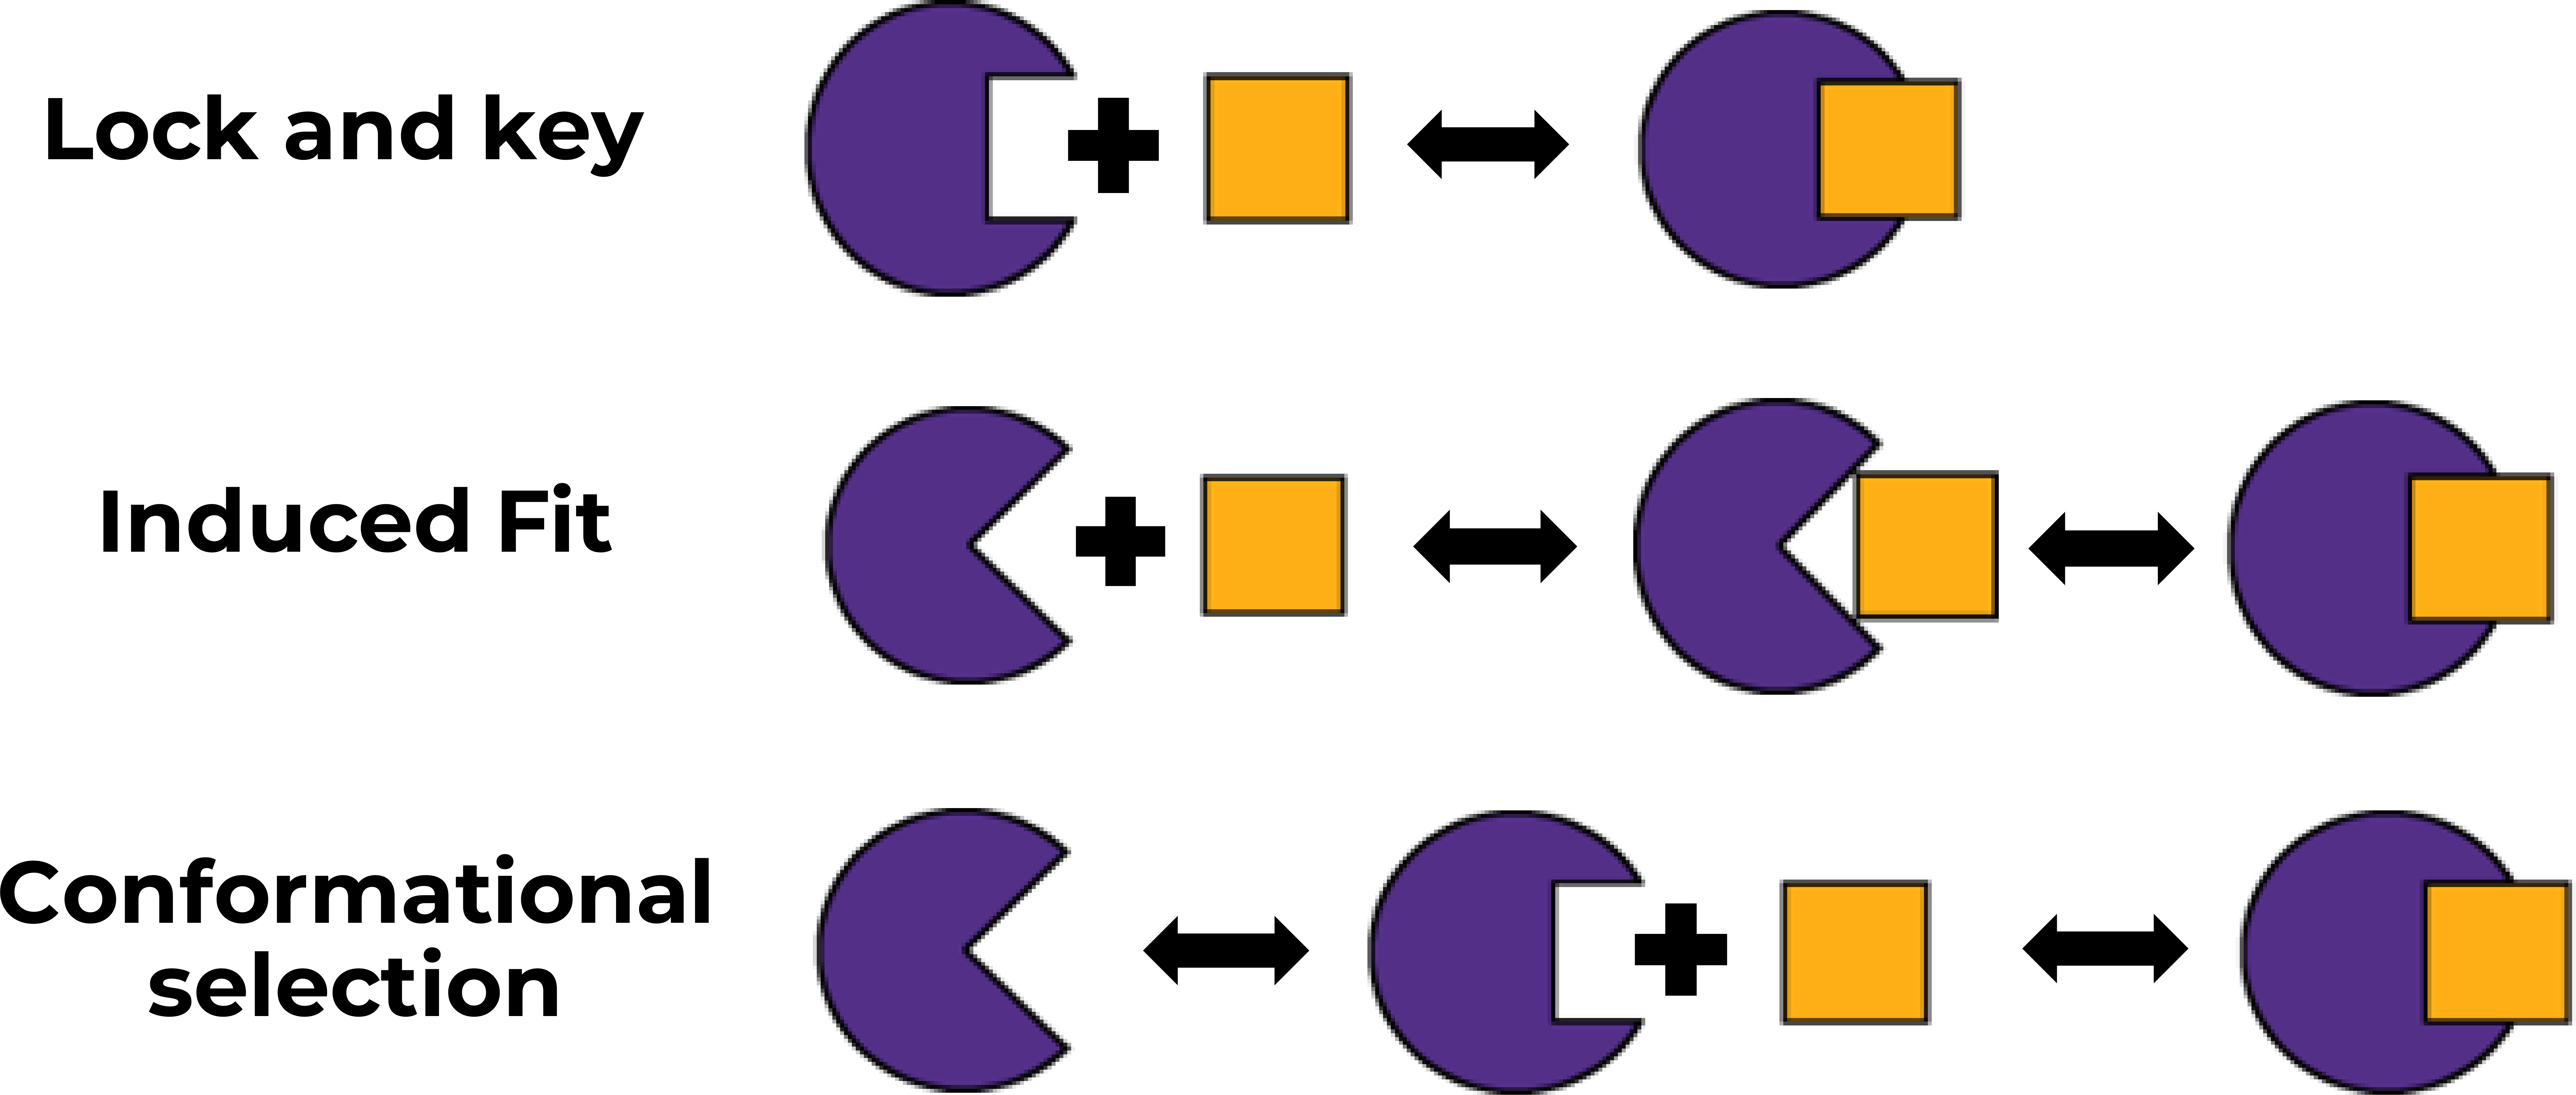 Lock and key
Induced Fit
Conformational
selection